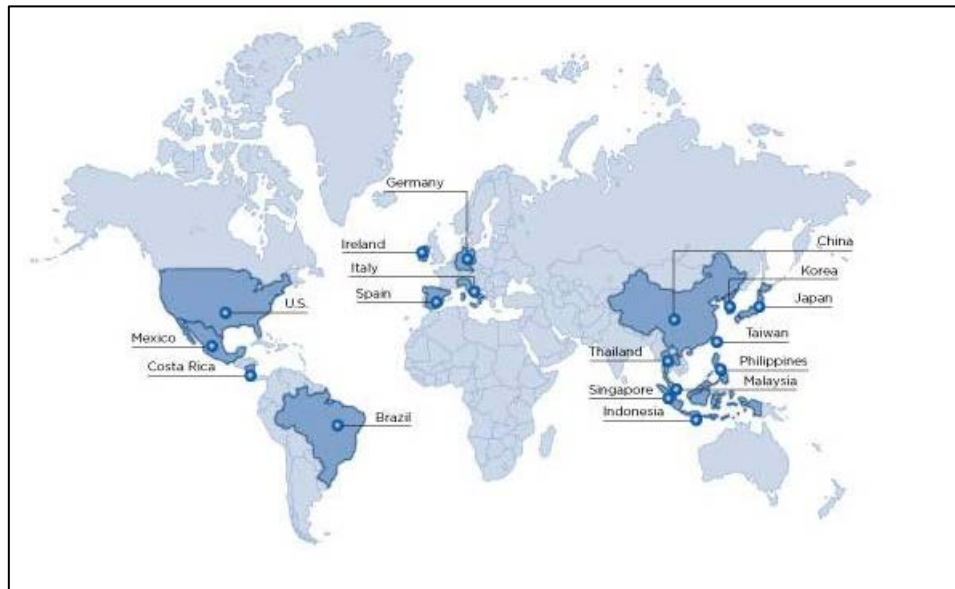 Germany
Ireland
Italy
Spain
U.S.
Mexico
Costa Rica
Brazil
China
Korea
Japan
Taiwan
Thailand
Philippines
Singapore
Malaysia
Indonesia